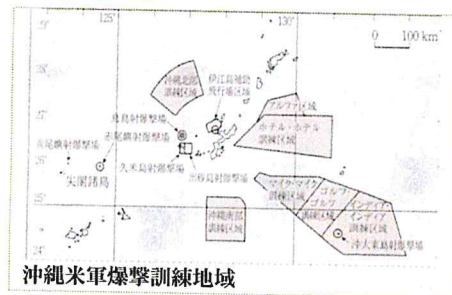 125°
130°
29°
0 100 km
28°
沖縄北部
訓練区域
伊江島補助
飛行場区域
アルファ区域
27°
鳥島射爆撃場
赤尾嶼射爆撃場
ホテル・ホテル
訓練区域
黄尾嶼射爆撃場
26°
久米島射爆撃場
出砂島射爆撃場
尖閣諸島
マイク・マイク
訓練区域
ゴルフ・
ゴルフ
訓練区域
インディア・
インディア
訓練区域
25°
沖縄南部
訓練区域
沖大東島射爆撃場
24°
沖縄米軍爆撃訓練地域